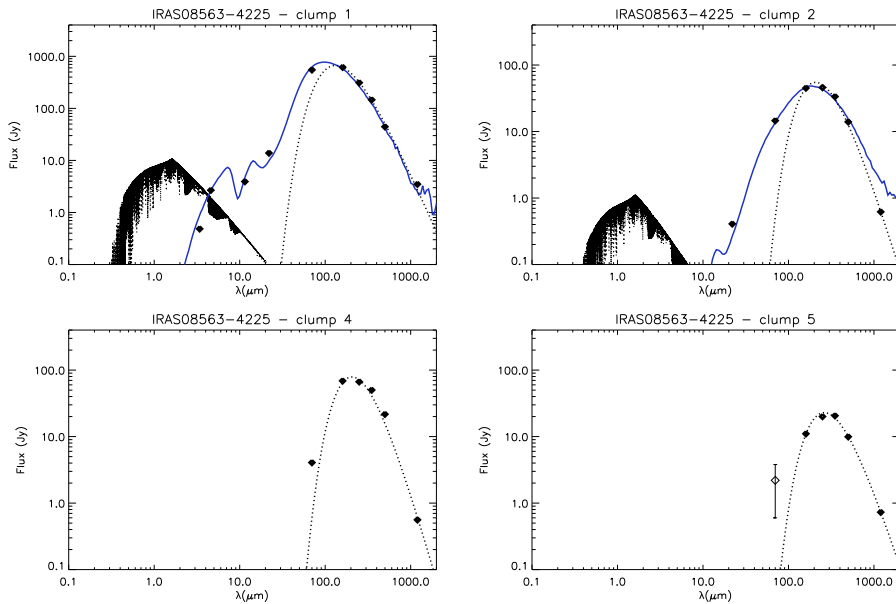 IRAS08563-4225 - clump 1
1000.0
100.0
10.0
1.0
0.1
Flux (Jy)
0.1 1.0 10.0 100.0 1000.0
λ(μm)
IRAS08563-4225 - clump 2
100.0
10.0
1.0
0.1
Flux (Jy)
0.1 1.0 10.0 100.0 1000.0
λ(μm)
IRAS08563-4225 - clump 4
100.0
10.0
1.0
0.1
Flux (Jy)
0.1 1.0 10.0 100.0 1000.0
λ(μm)
IRAS08563-4225 - clump 5
100.0
10.0
1.0
0.1
Flux (Jy)
0.1 1.0 10.0 100.0 1000.0
λ(μm)